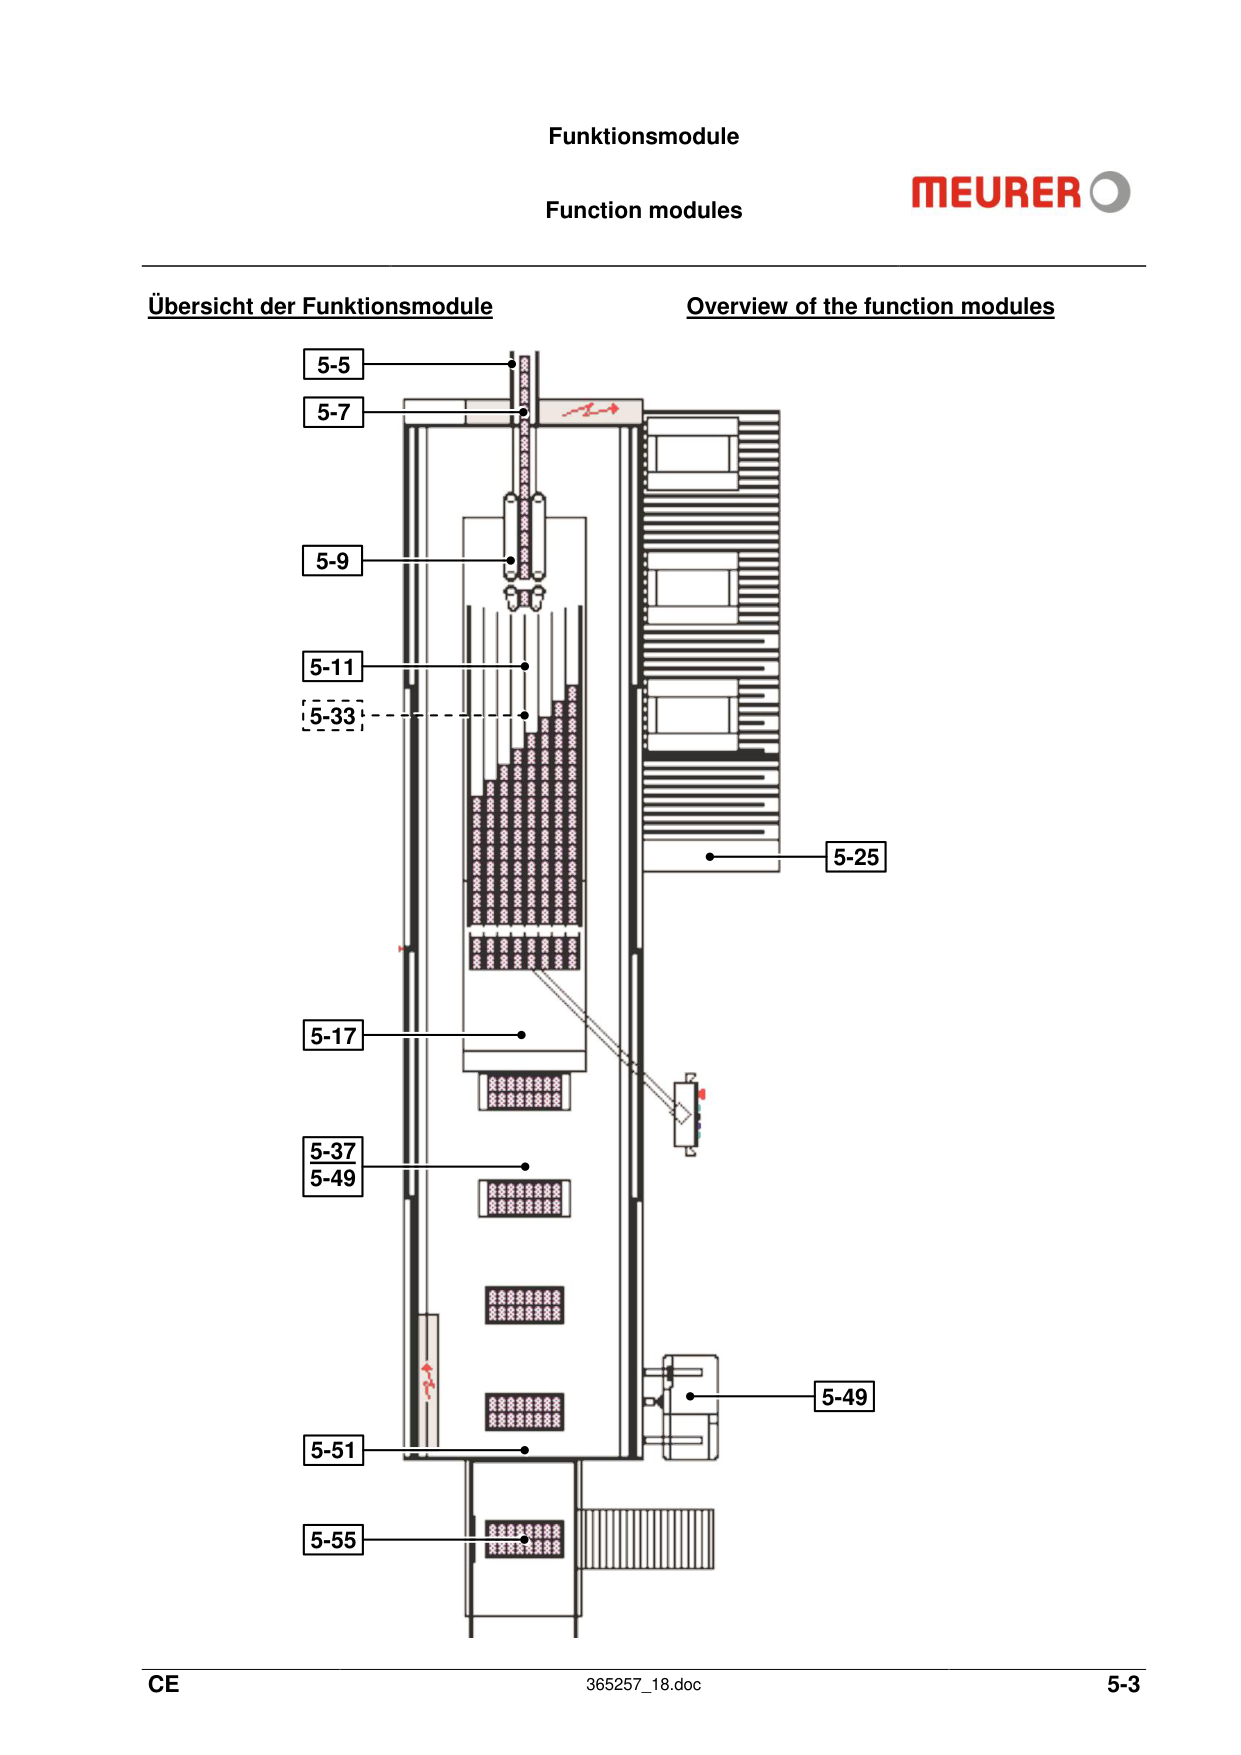 Funktionsmodule
Function modules
MEURER
Übersicht der Funktionsmodule
Overview of the function modules
5-5
5-7
5-9
5-11
5-33
5-25
5-17
5-37
5-49
5-49
5-51
5-55
CE
365257_18.doc
5-3